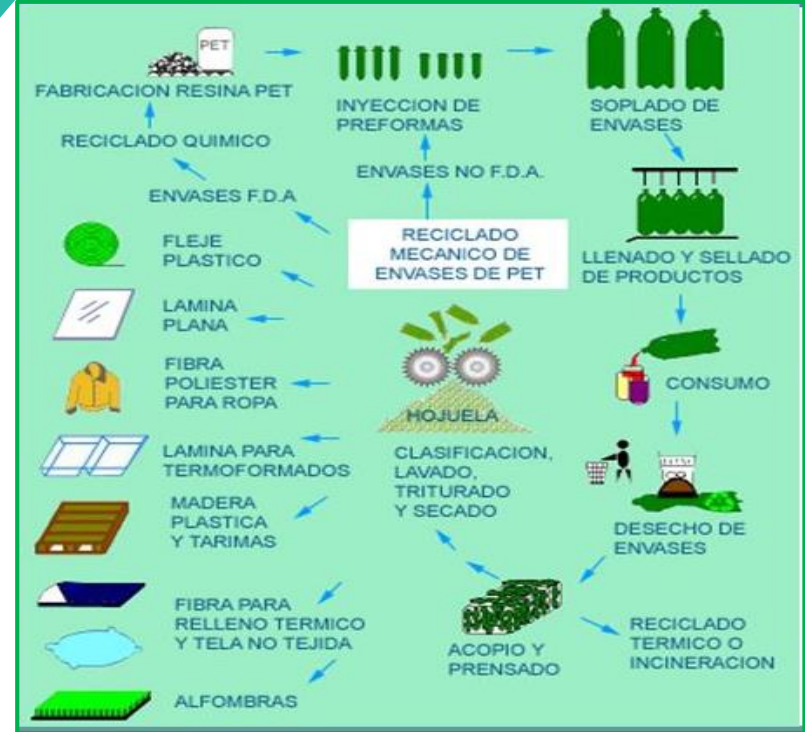 PET
FABRICACION RESINA PET
INYECCION DE
PREFORMAS
SOPLADO DE
ENVASES
RECICLADO QUIMICO
ENVASES NO F.D.A.
ENVASES F.D.A
RECICLADO
MECANICO DE
ENVASES DE PET
LLENADO Y SELLADO
DE PRODUCTOS
FLEJE
PLASTICO
LAMINA
PLANA
CONSUMO
FIBRA
POLIESTER
PARA ROPA
HOJUELA
LAMINA PARA
TERMOFORMADOS
CLASIFICACION,
LAVADO,
TRITURADO
Y SECADO
MADERA
PLASTICA
Y TARIMAS
DESECHO DE
ENVASES
FIBRA PARA
RELLENO TERMICO
Y TELA NO TEJIDA
ACOPIO Y
PRENSADO
RECICLADO
TERMICO O
INCINERACION
ALFOMBRAS